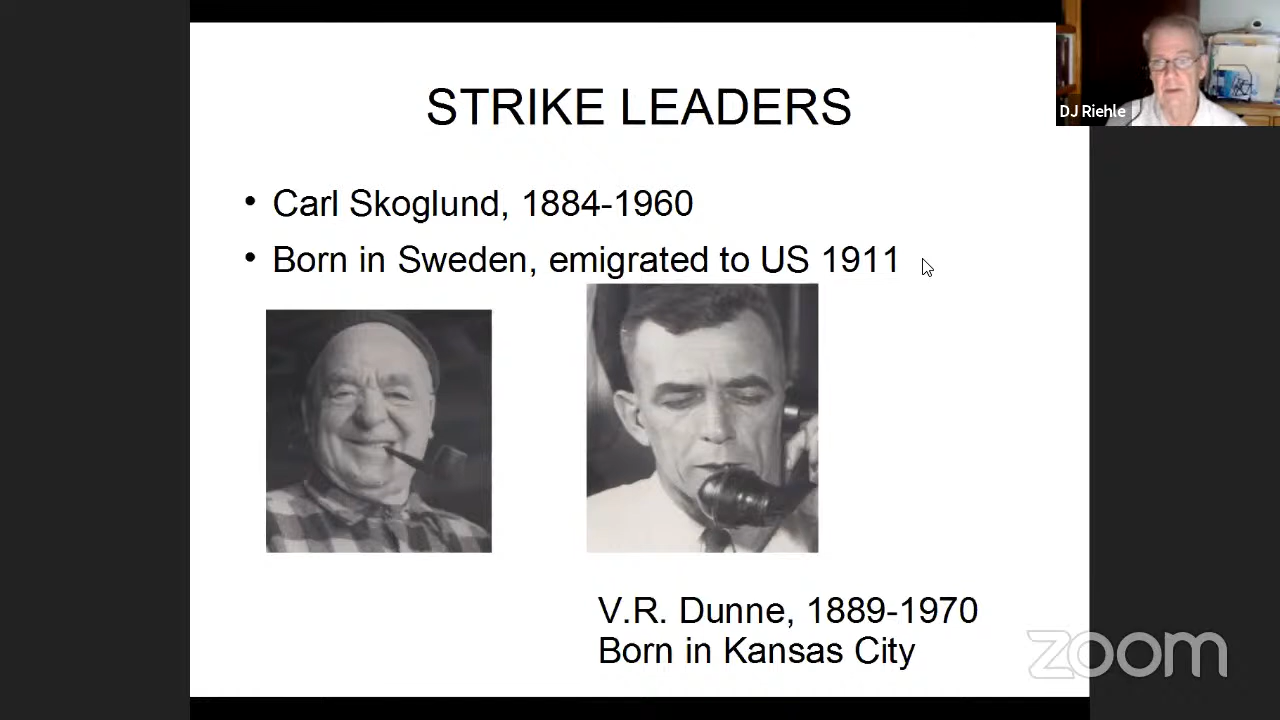 STRIKE LEADERS
• Carl Skoglund, 1884-1960
• Born in Sweden, emigrated to US 1911
V.R. Dunne, 1889-1970
Born in Kansas City
DJ Riehle
zoom